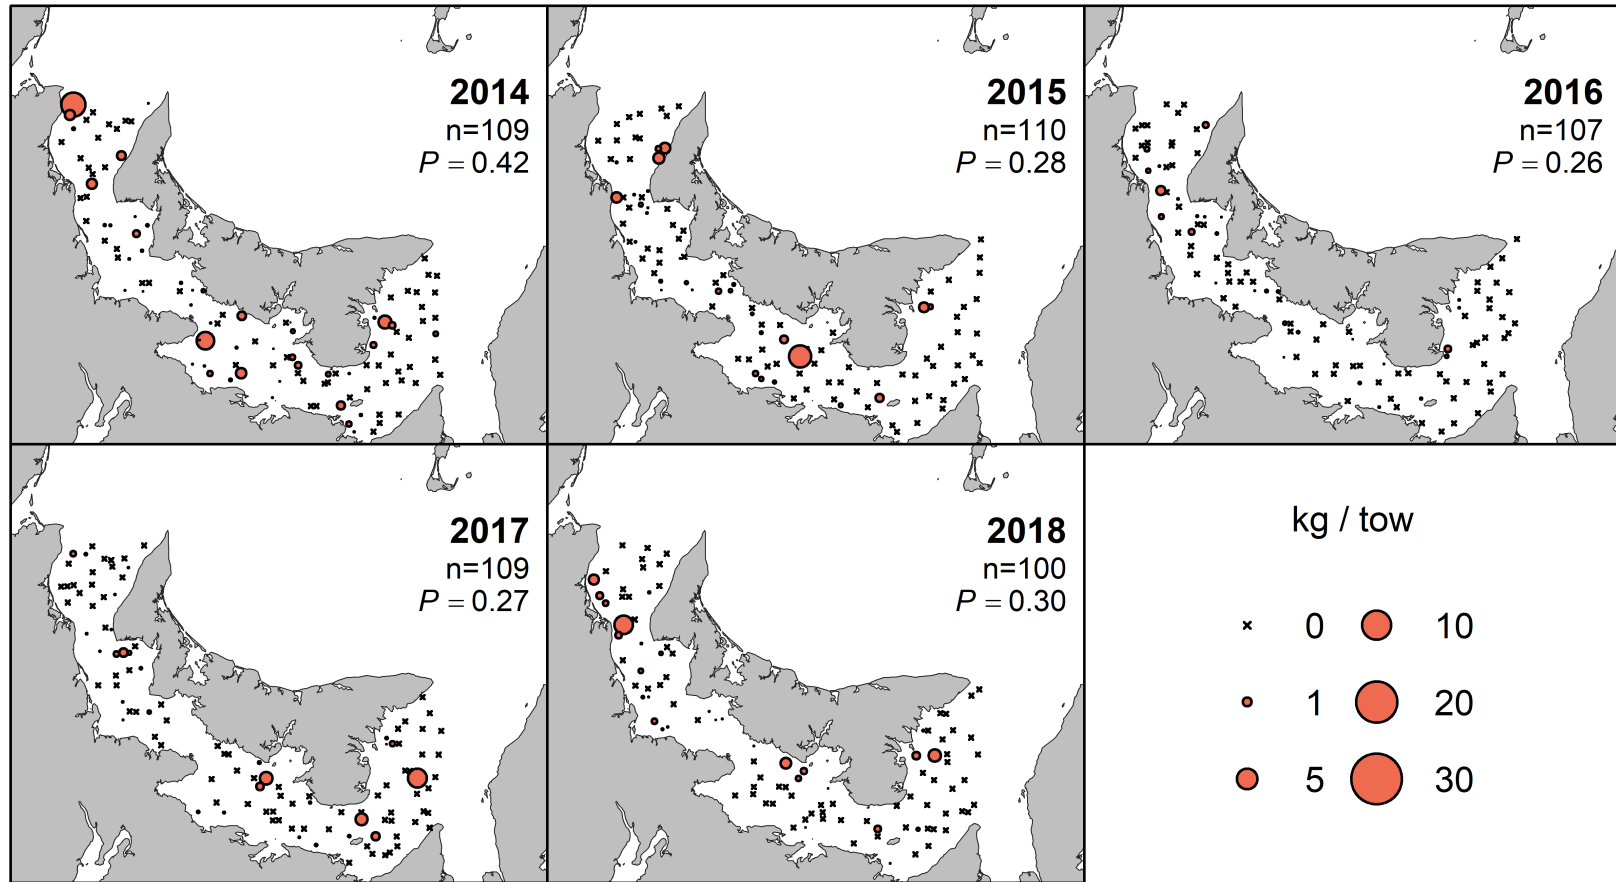 2014
n=109
P = 0.42
2015
n=110
P = 0.28
2016
n=107
P = 0.26
2017
n=109
P = 0.27
2018
n=100
P = 0.30
kg / tow
0 10
1 20
5 30